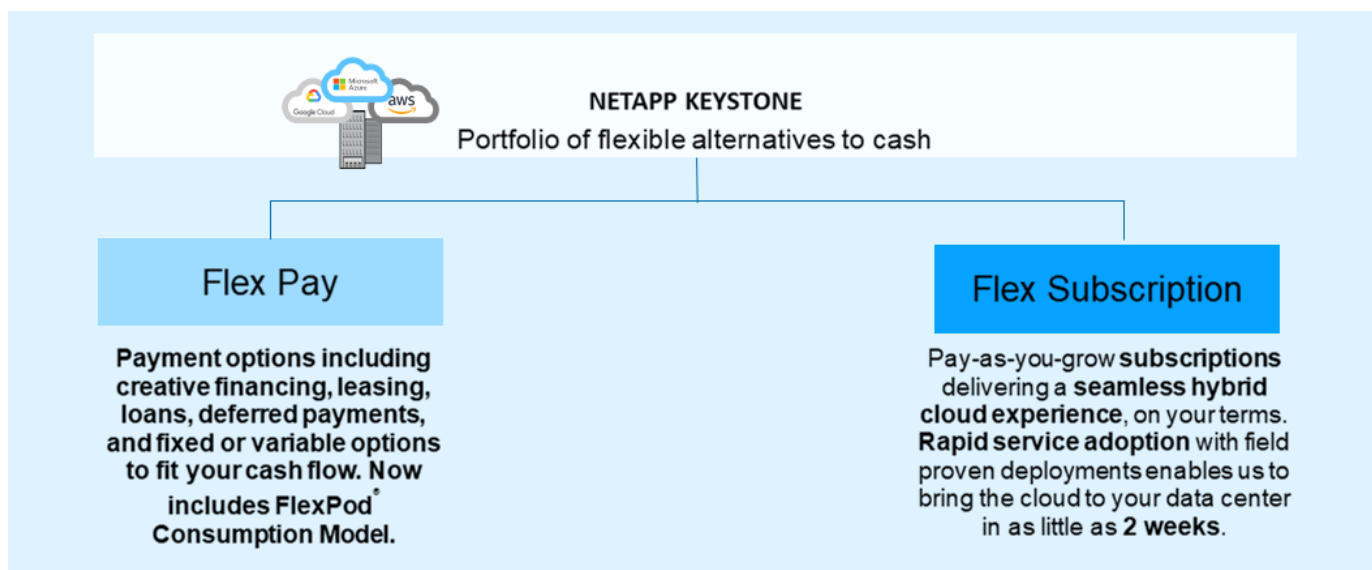 Microsoft
Azure
Google Cloud
aws
NETAPP KEYSTONE
Portfolio of flexible alternatives to cash
Flex Pay
Payment options including
creative financing, leasing,
loans, deferred payments,
and fixed or variable options
to fit your cash flow. Now
includes FlexPod®
Consumption Model.
Flex Subscription
Pay-as-you-grow subscriptions
delivering a seamless hybrid
cloud experience, on your terms.
Rapid service adoption with field
proven deployments enables us to
bring the cloud to your data center
in as little as 2 weeks.